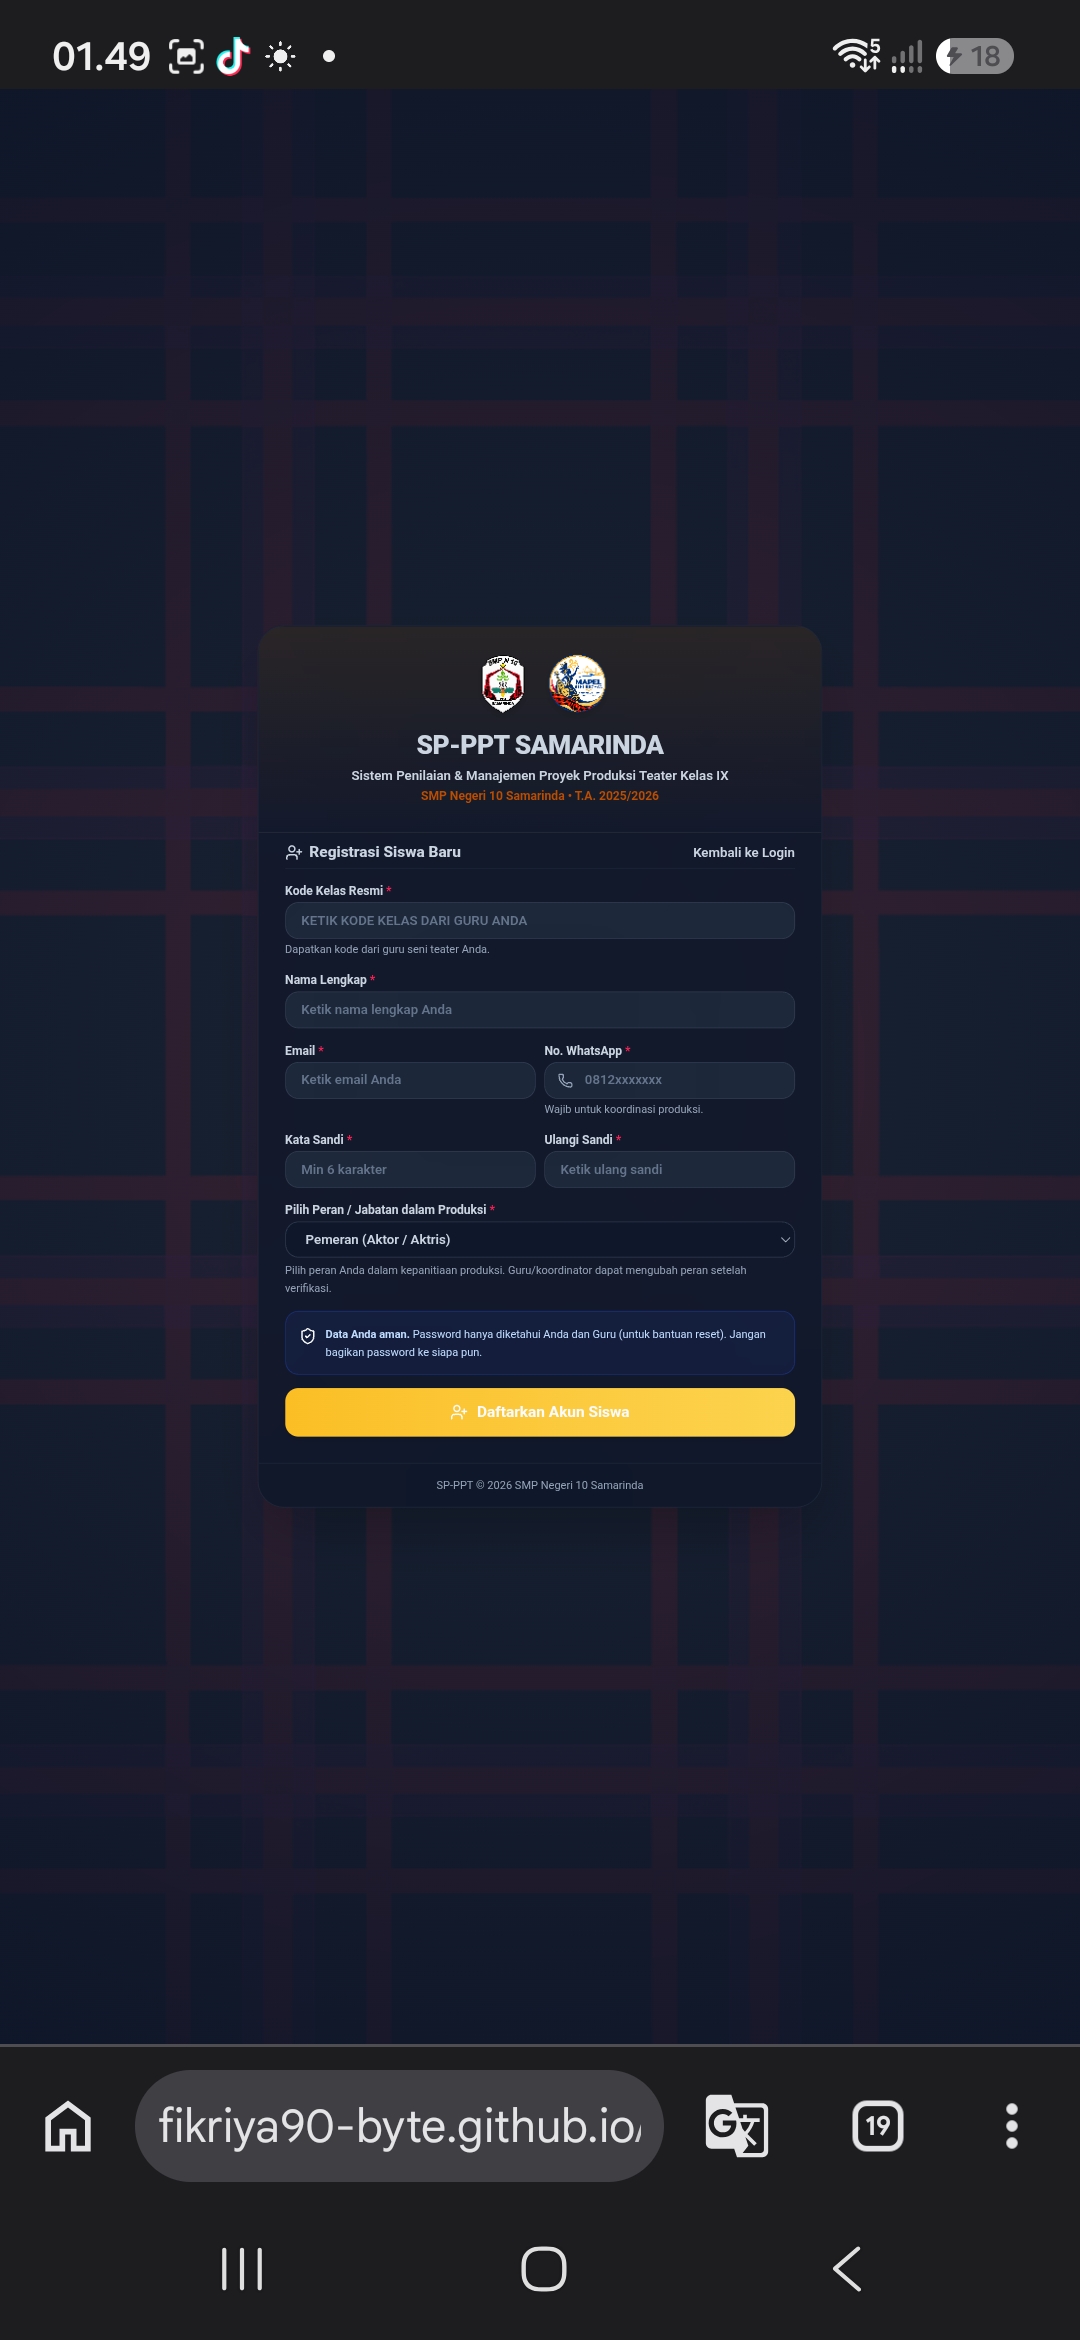 01.49
5
18
SMP N 10
SAMARINDA
MAPEL
SP-PPT SAMARINDA
Sistem Penilaian & Manajemen Proyek Produksi Teater Kelas IX
SMP Negeri 10 Samarinda • T.A. 2025/2026
Registrasi Siswa Baru
Kembali ke Login
Kode Kelas Resmi *
KETIK KODE KELAS DARI GURU ANDA
Dapatkan kode dari guru seni teater Anda.
Nama Lengkap *
Ketik nama lengkap Anda
Email *
No. WhatsApp *
Ketik email Anda
0812xxxxxxx
Wajib untuk koordinasi produksi.
Kata Sandi *
Ulangi Sandi *
Min 6 karakter
Ketik ulang sandi
Pilih Peran / Jabatan dalam Produksi *
Pemeran (Aktor / Aktris)
Pilih peran Anda dalam kepanitiaan produksi. Guru/koordinator dapat mengubah peran setelah
verifikasi.
Data Anda aman. Password hanya diketahui Anda dan Guru (untuk bantuan reset). Jangan
bagikan password ke siapa pun.
Daftarkan Akun Siswa
SP-PPT © 2026 SMP Negeri 10 Samarinda
fikriya90-byte.github.io/
19